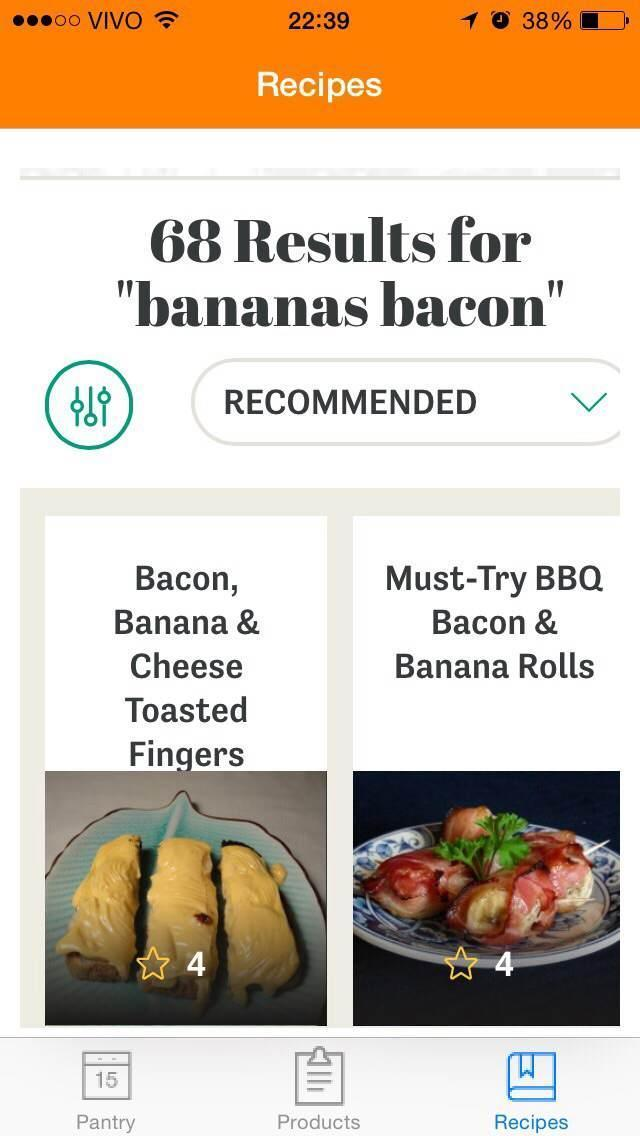 VIVO 22:39 38%
Recipes
68 Results for
"bananas bacon"
RECOMMENDED
Bacon,
Banana &
Cheese
Toasted
Fingers
4
Must-Try BBQ
Bacon &
Banana Rolls
4
15
Pantry
Products
Recipes